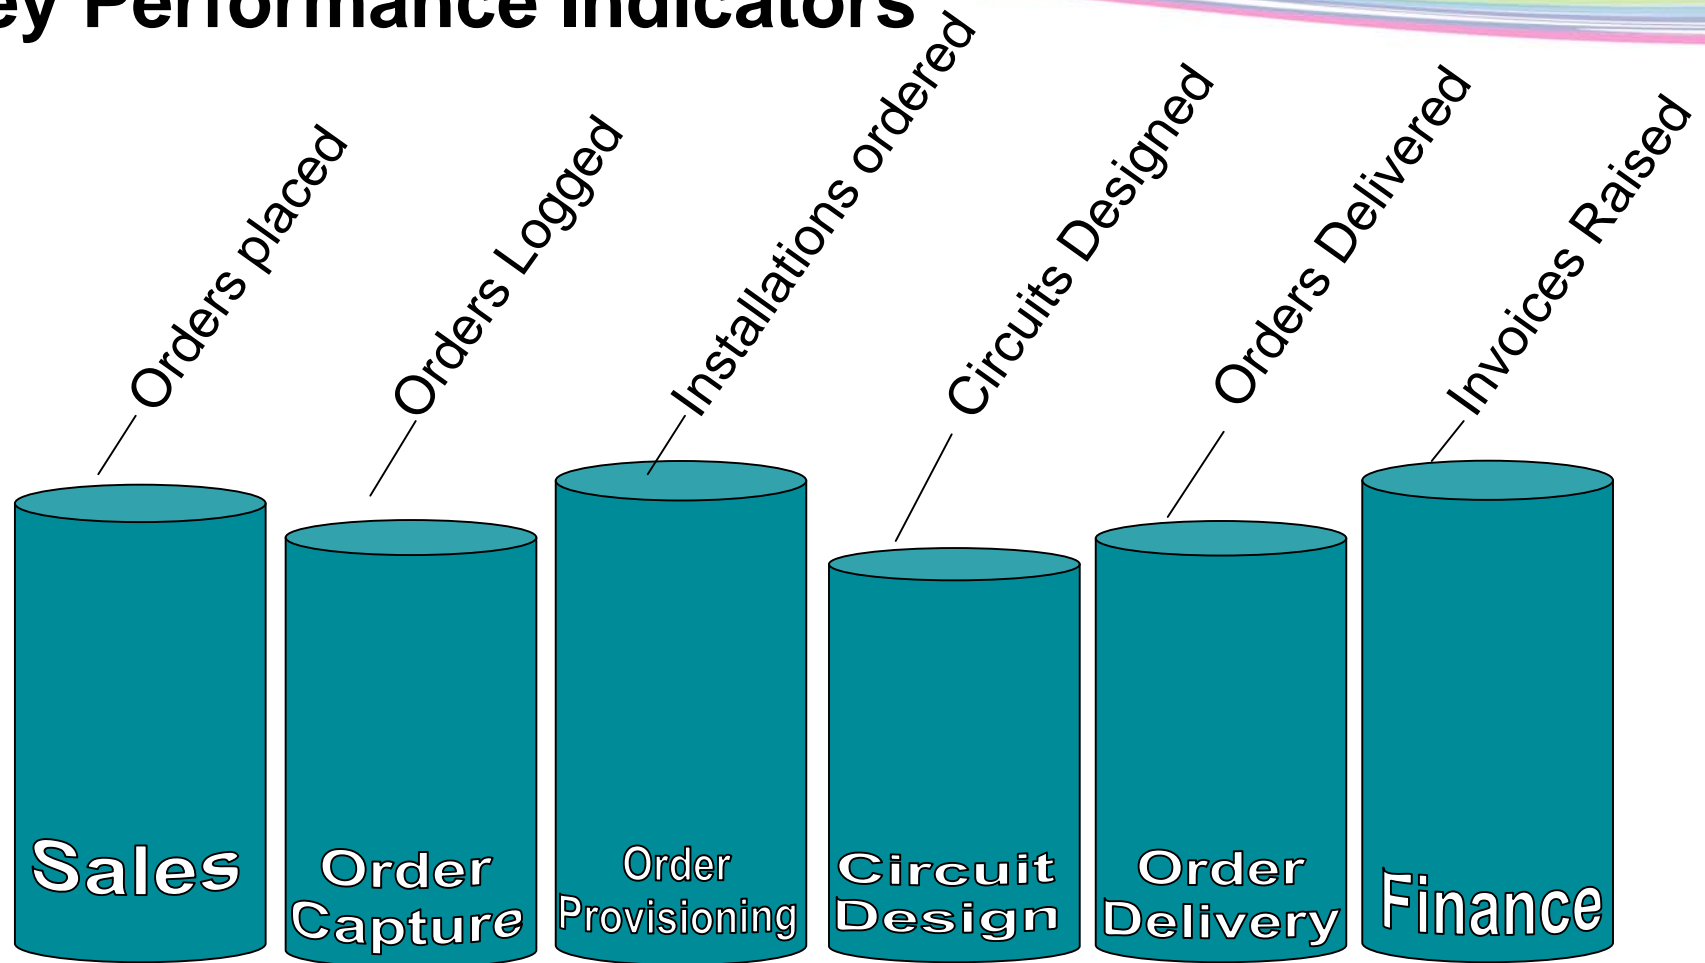 ey Performance Indicators
Orders placed
Orders Logged
Installations ordered
Circuits Designed
Orders Delivered
Invoices Raised
Sales
Order
Capture
Order
Provisioning
Circuit
Design
Order
Delivery
Finance